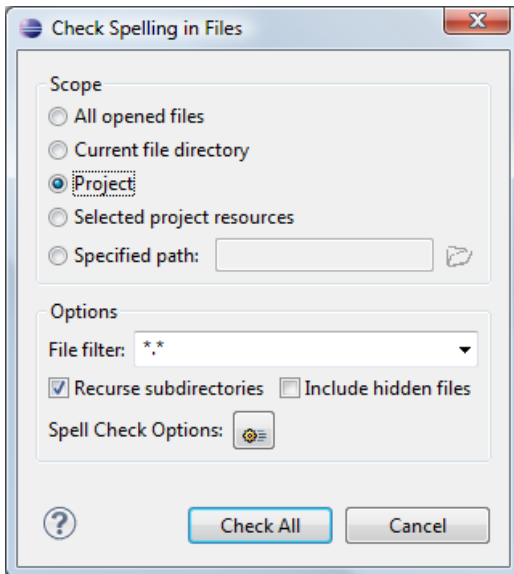 Check Spelling in Files
Scope
All opened files
Current file directory
Project
Selected project resources
Specified path:
Options
File filter: *.*
Recurse subdirectories Include hidden files
Spell Check Options:
? Check All Cancel